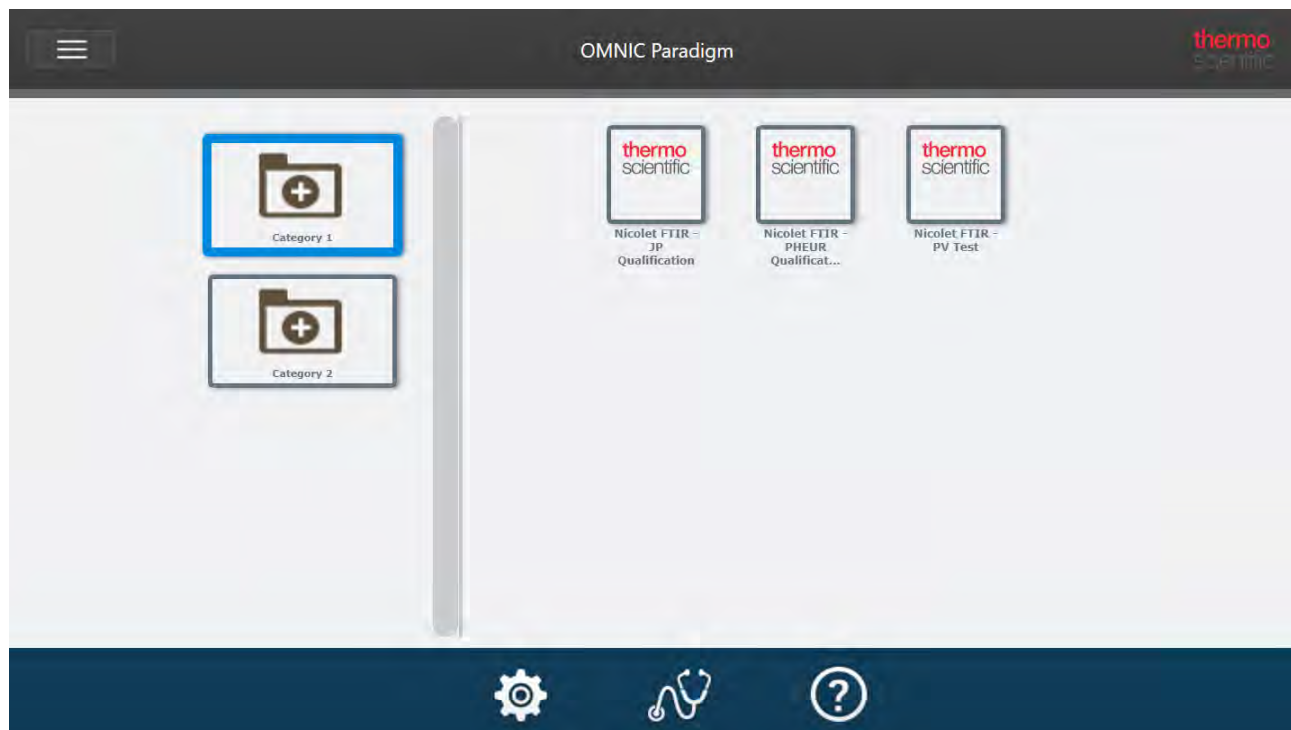 OMNIC Paradigm
thermo
scientific
Category 1
Category 2
thermo
scientific
Nicolet FTIR -
JP
Qualification
thermo
scientific
Nicolet FTIR -
PHEUR
Qualificat...
thermo
scientific
Nicolet FTIR -
PV Test
?